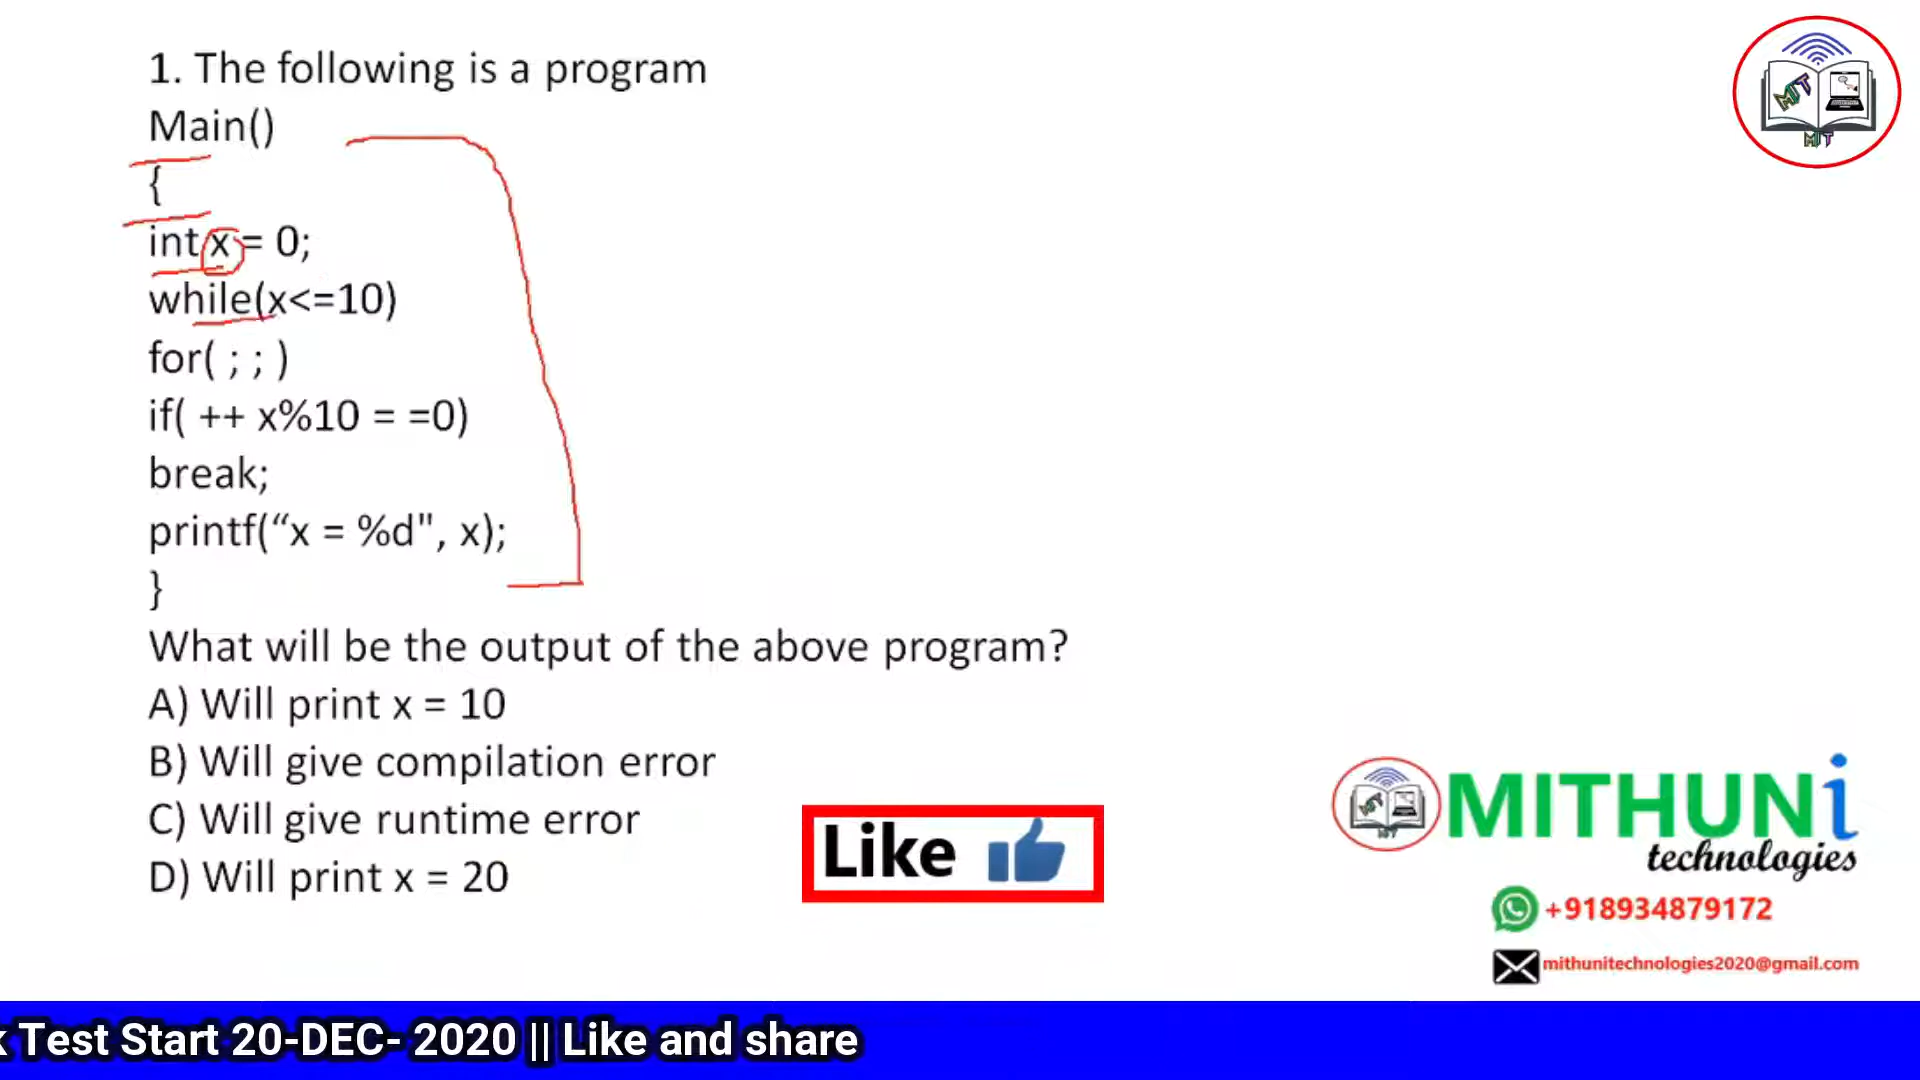 1. The following is a program
Main()
{
int x = 0;
while(x<=10)
for( ; ; )
if( ++ x%10 = =0)
break;
printf(“x = %d", x);
}
What will be the output of the above program?
A) Will print x = 10
B) Will give compilation error
C) Will give runtime error
D) Will print x = 20
MIT
MIT
Like
MITHUNi
technologies
+918934879172
mithunitechnologies2020@gmail.com
k Test Start 20-DEC- 2020 || Like and share